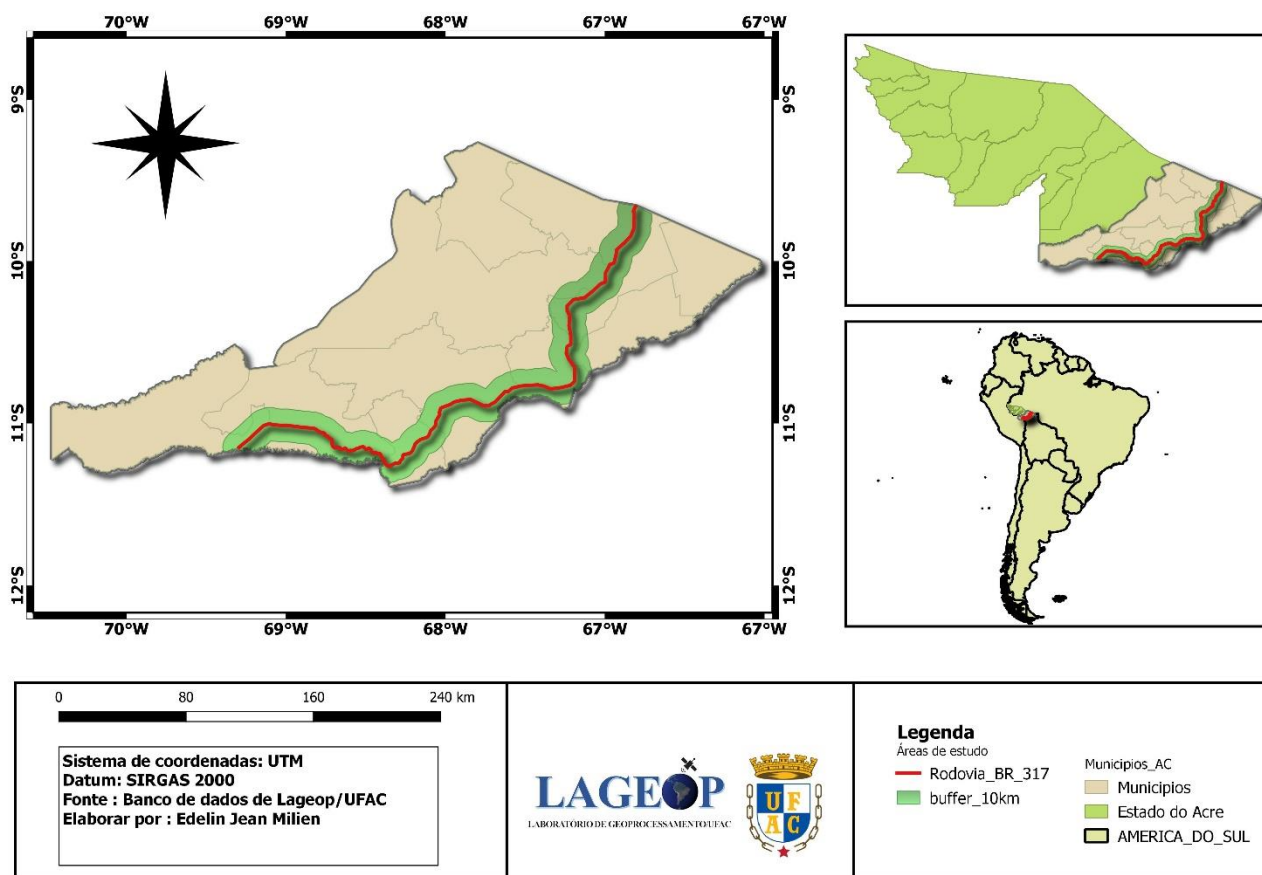 70°W 69°W 68°W 67°W 67°W
9°S 9°S
10°S 10°S
11°S 11°S
12°S 12°S
70°W 69°W 68°W 67°W 67°W
0 80 160 240 km
Sistema de coordenadas: UTM
Datum: SIRGAS 2000
Fonte : Banco de dados de Lageop/UFAC
Elaborar por : Edelin Jean Milien
LAGEOP
LABORATÓRIO DE GEOPROCESSAMENTO/UFAC
U F
A C
Legenda
Áreas de estudo
Rodovia_BR_317
buffer_10km
Municipios_AC
Municipios
Estado do Acre
AMERICA_DO_SUL